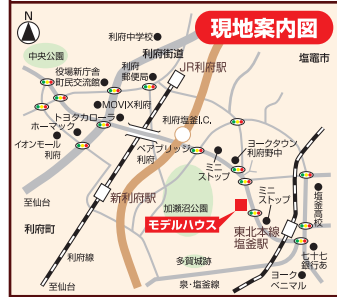 現地案内図
N
利府中学校
利府街道
塩竈市
中央公園
利府
郵便局
JR利府駅
役場新庁舎
町民交流館
MOVIX利府
トヨタカローラ
利府塩釜I.C.
ホーマック
イオンモール
利府
ペアブリッジ
利府
ミニ
ストップ
ヨークタウン
利府野中
新利府駅
加瀬沼公園
ミニ
ストップ
塩釜高校
至仙台
モデルハウス
東北本線
塩釜駅
利府町
利府線
多賀城跡
七十七
銀行
至仙台
泉・塩釜線
ヨーク
ベニマル